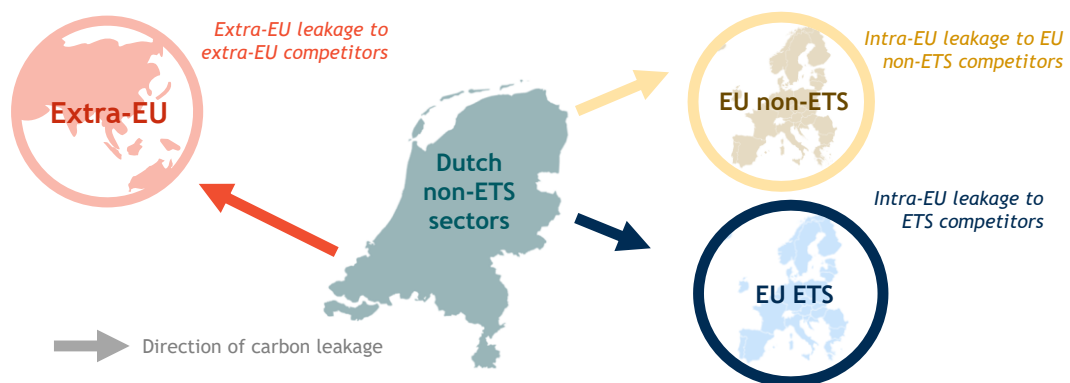 Extra-EU leakage to
extra-EU competitors
Extra-EU
Dutch
non-ETS
sectors
Intra-EU leakage to EU
non-ETS competitors
EU non-ETS
Intra-EU leakage to
ETS competitors
EU ETS
Direction of carbon leakage